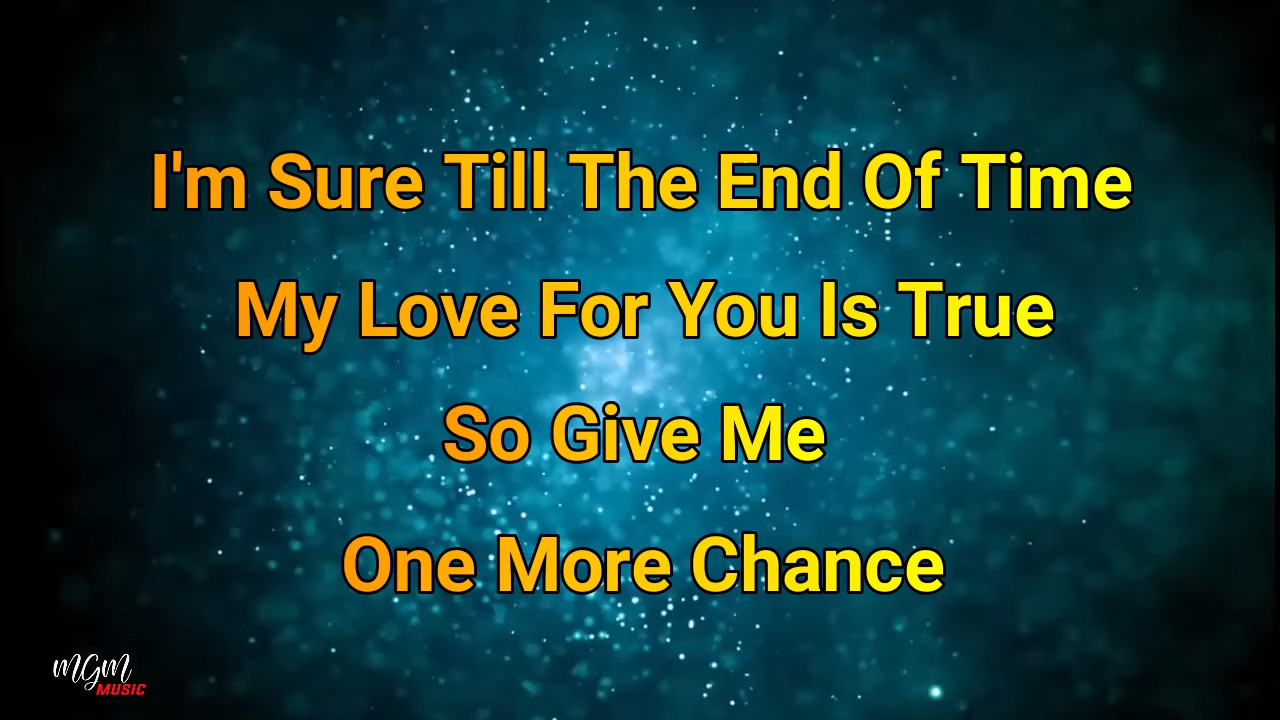 I'm Sure Till The End Of Time
My Love For You Is True
So Give Me
One More Chance
MGM
MUSIC